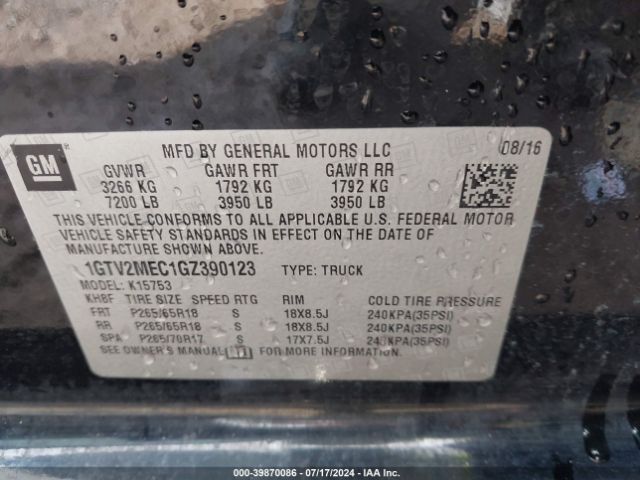 GM
MFD BY GENERAL MOTORS LLC 08/16
GVWR GAWR FRT GAWR RR
3266 KG 1792 KG 1792 KG
7200 LB 3950 LB 3950 LB
THIS VEHICLE CONFORMS TO ALL APPLICABLE U.S. FEDERAL MOTOR
VEHICLE SAFETY STANDARDS IN EFFECT ON THE DATE OF
MANUFACTURE SHOWN ABOVE.
1GTV2MEC1GZ390123 TYPE: TRUCK
MODEL: K15753
KHBF TIRE SIZE SPEED RTG RIM COLD TIRE PRESSURE
FRT P265/65R18 S 18X8.5J 240KPA(35PSI)
RR P265/65R18 S 18X8.5J 240KPA(35PSI)
SPA P265/70R17 S 17X7.5J 240KPA(35PSI)
SEE OWNER'S MANUAL FOR MORE INFORMATION.
000-39870086 / 07/17/2024 - IAA Inc.